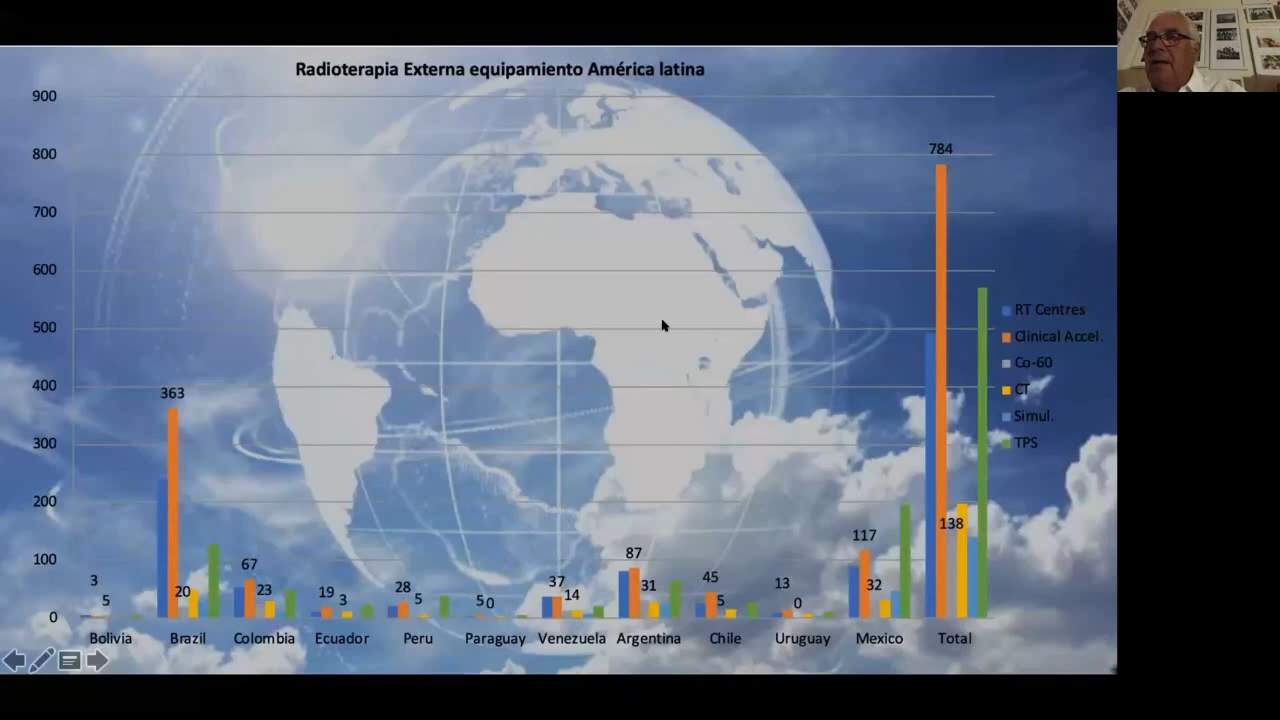 Radioterapia Externa equipamiento América latina
900
800
700
600
500
400
300
200
100
0
3
5
363
20
67
23
19
3
28
5
5
0
37
14
87
31
45
5
13
0
117
32
784
138
Bolivia
Brazil
Colombia
Ecuador
Peru
Paraguay
Venezuela
Argentina
Chile
Uruguay
Mexico
Total
RT Centres
Clinical Accel.
Co-60
CT
Simul.
TPS